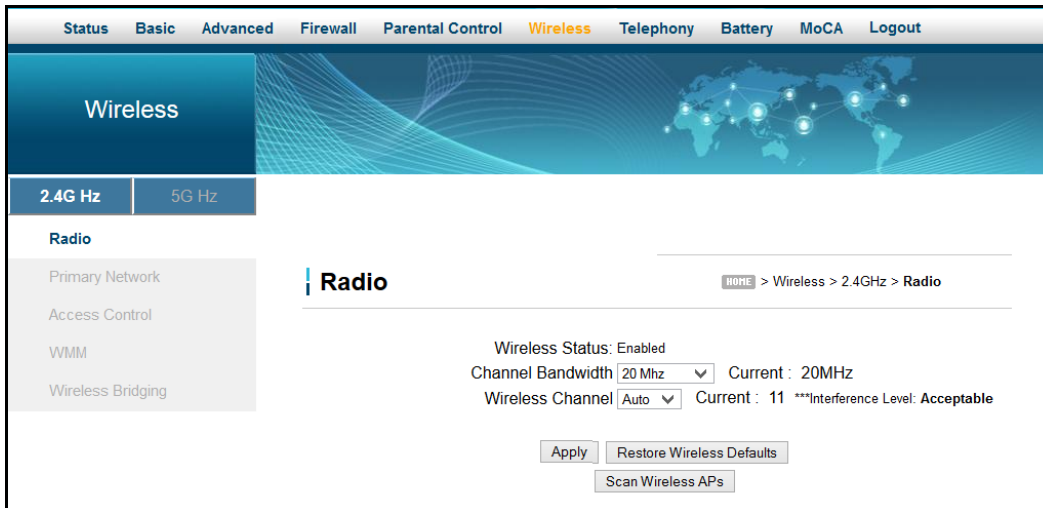 Status Basic Advanced Firewall Parental Control Wireless Telephony Battery MoCA Logout
Wireless
2.4G Hz 5G Hz
Radio
Primary Network
Access Control
WMM
Wireless Bridging
Radio
HOME > Wireless > 2.4GHz > Radio
Wireless Status: Enabled
Channel Bandwidth 20 Mhz Current : 20MHz
Wireless Channel Auto Current : 11 ***Interference Level: Acceptable
Apply Restore Wireless Defaults
Scan Wireless APs